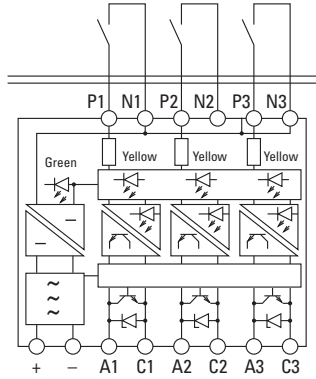 P1 N1 P2 N2 P3 N3
Green Yellow Yellow Yellow
–
–
~
~
~
+ – A1 C1 A2 C2 A3 C3